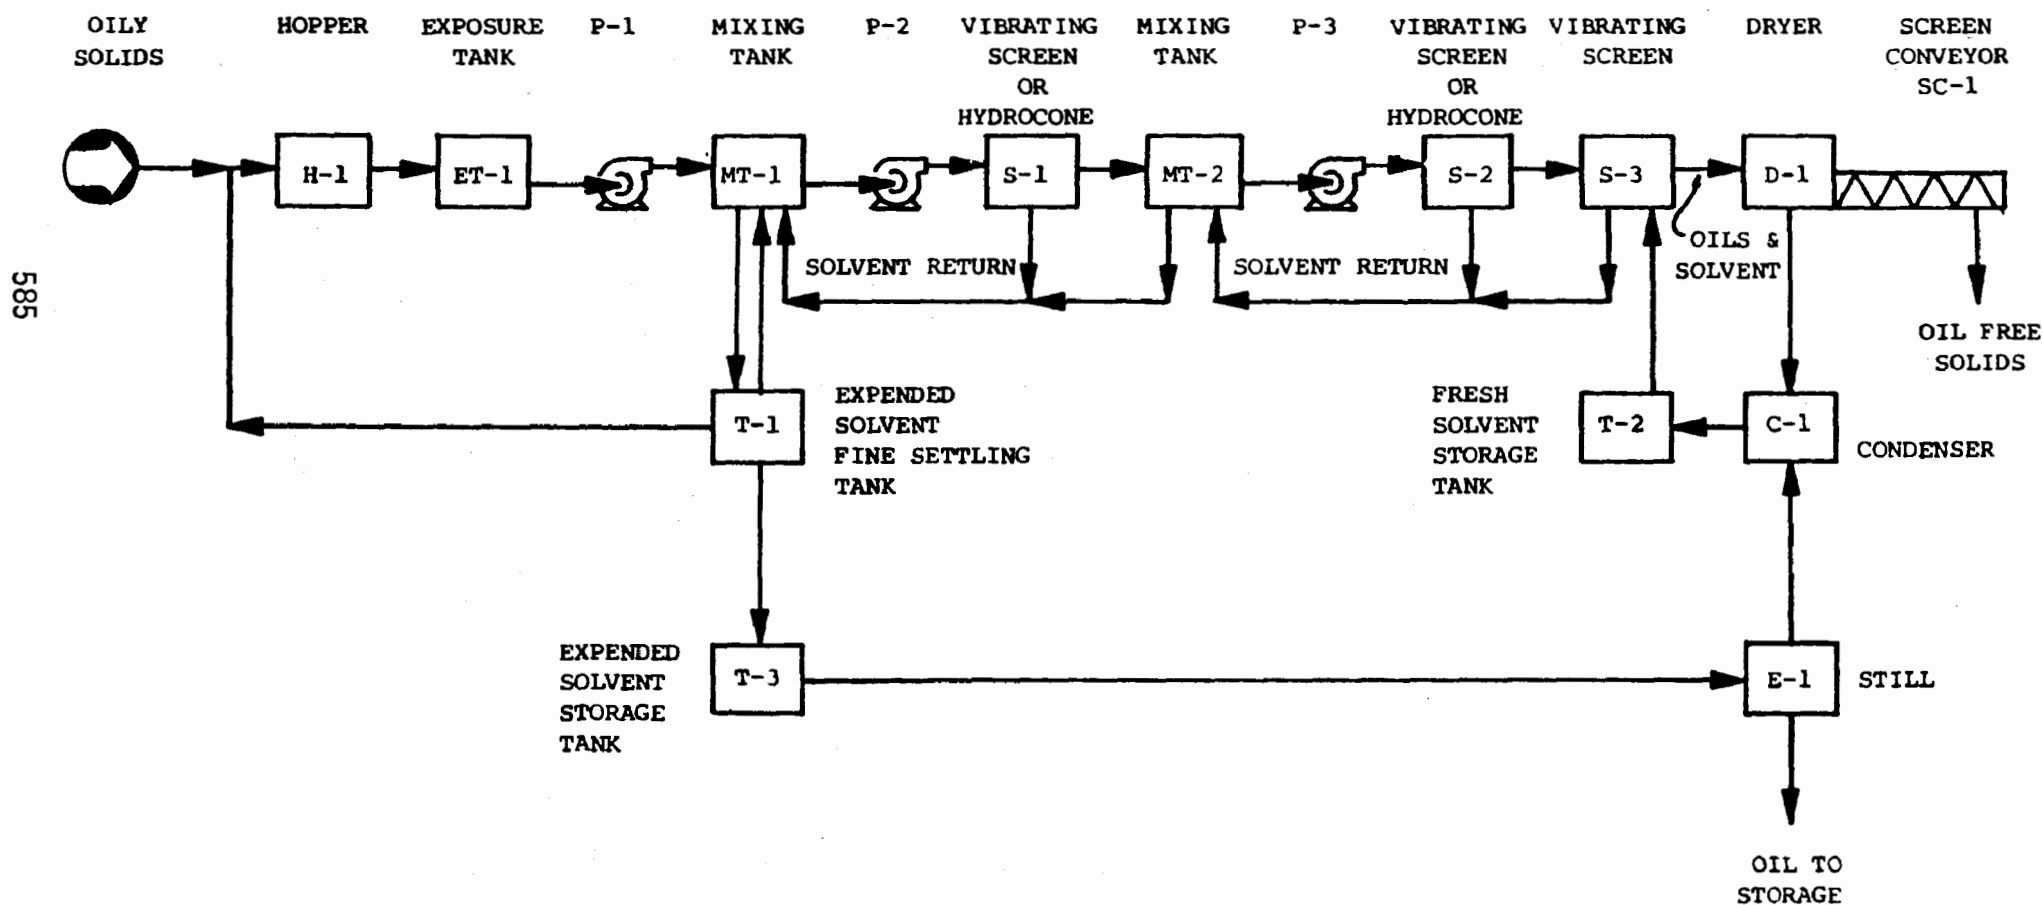 OILY
SOLIDS
HOPPER
EXPOSURE
TANK
P-1
MIXING
TANK
P-2
VIBRATING
SCREEN
OR
HYDROCONE
MIXING
TANK
P-3
VIBRATING
SCREEN
OR
HYDROCONE
VIBRATING
SCREEN
DRYER
SCREEN
CONVEYOR
SC-1
H-1
ET-1
MT-1
S-1
MT-2
S-2
S-3
D-1
SOLVENT RETURN
SOLVENT RETURN
OILS &
SOLVENT
585
OIL FREE
SOLIDS
T-1
EXPENDED
SOLVENT
FINE SETTLING
TANK
FRESH
SOLVENT
STORAGE
TANK
T-2
C-1
CONDENSER
EXPENDED
SOLVENT
STORAGE
TANK
T-3
E-1
STILL
OIL TO
STORAGE